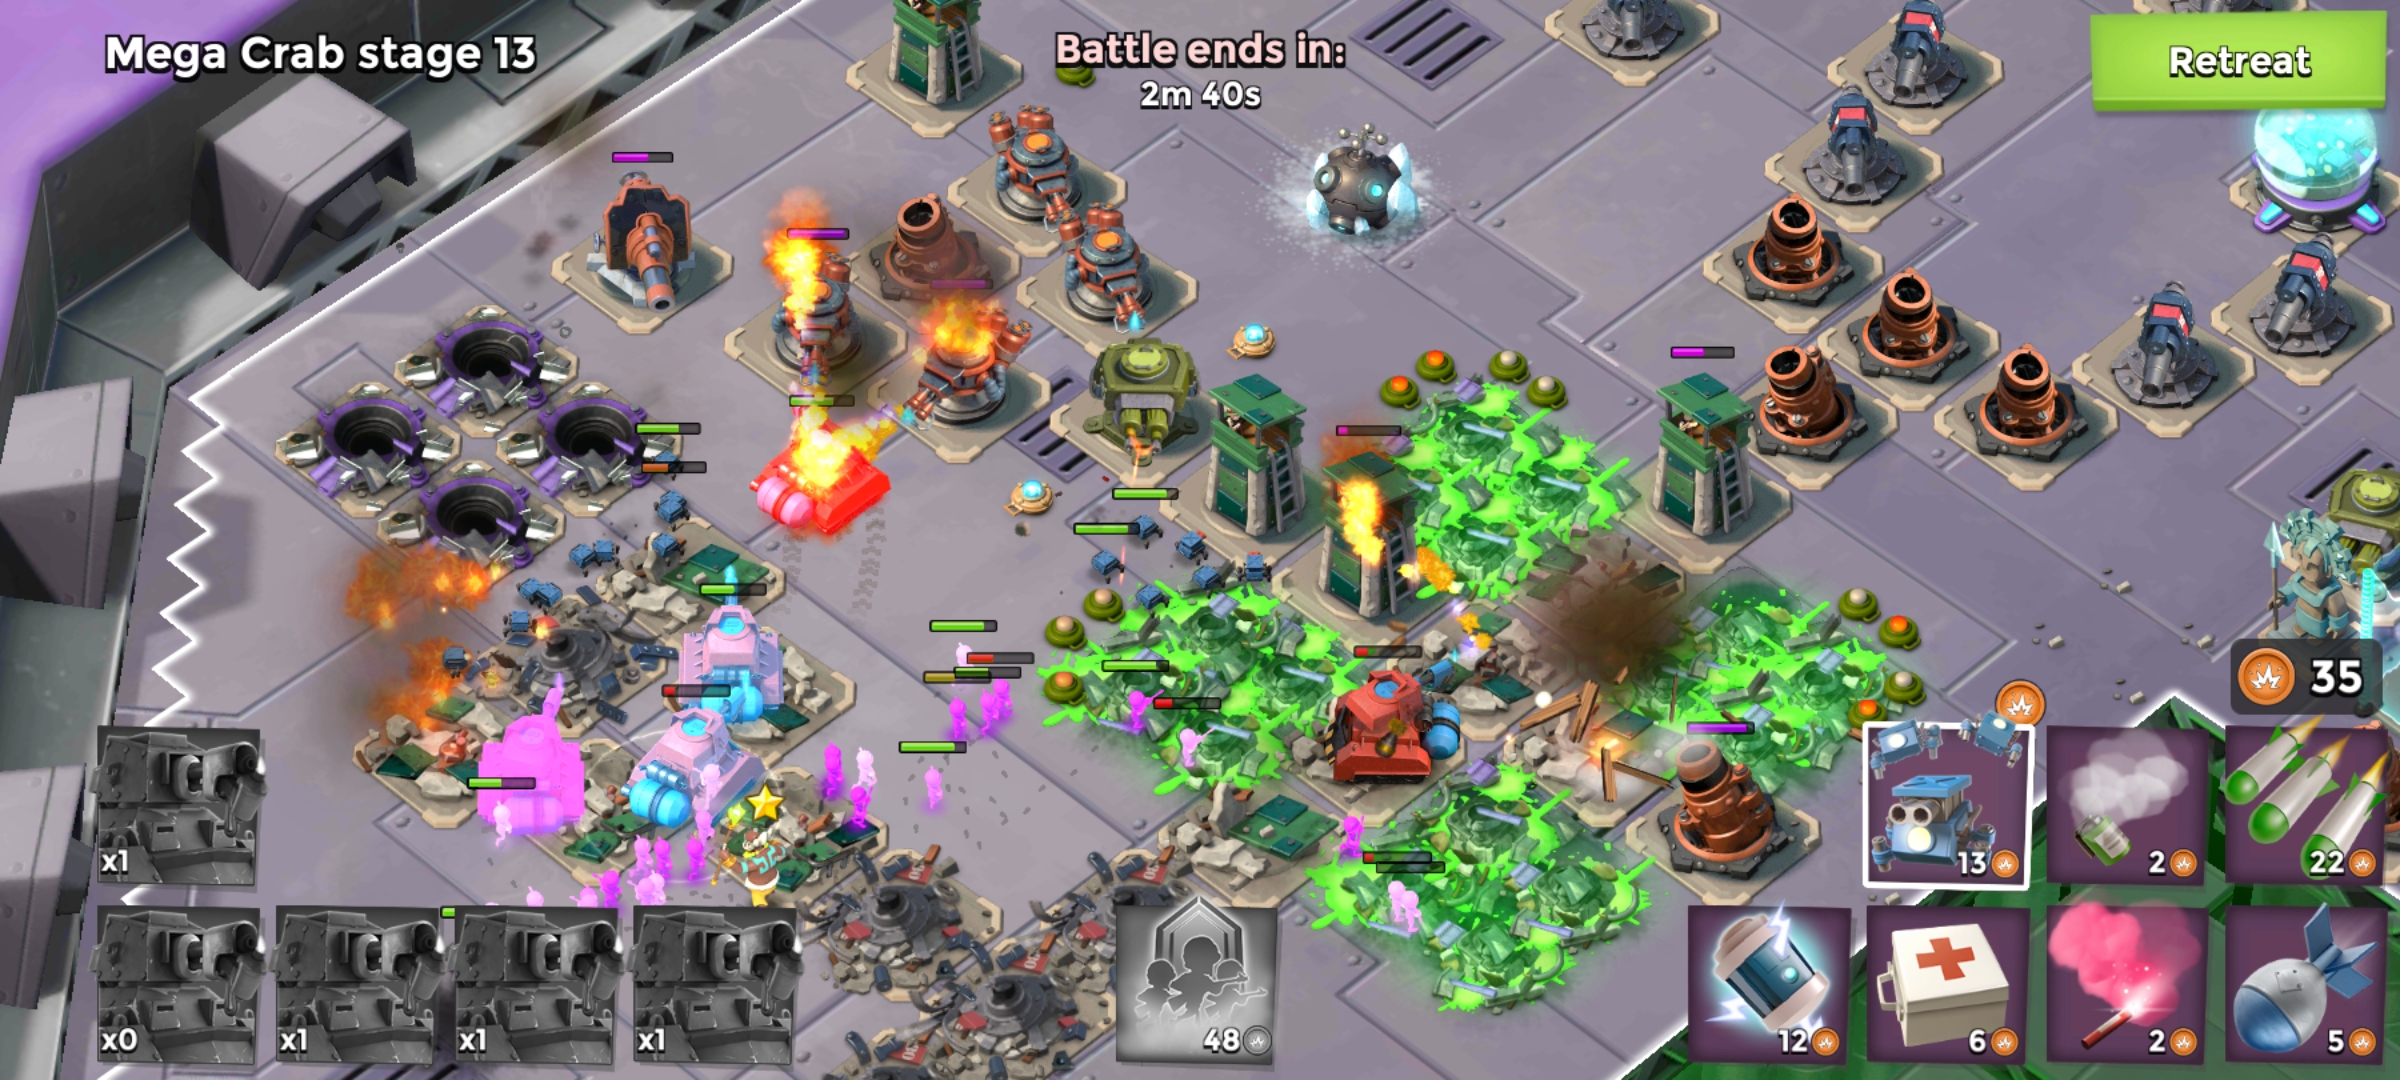 Mega Crab stage 13
Battle ends in:
2m 40s
Retreat
35
x1
13
2
22
x0
x1
x1
x1
48
12
6
2
5